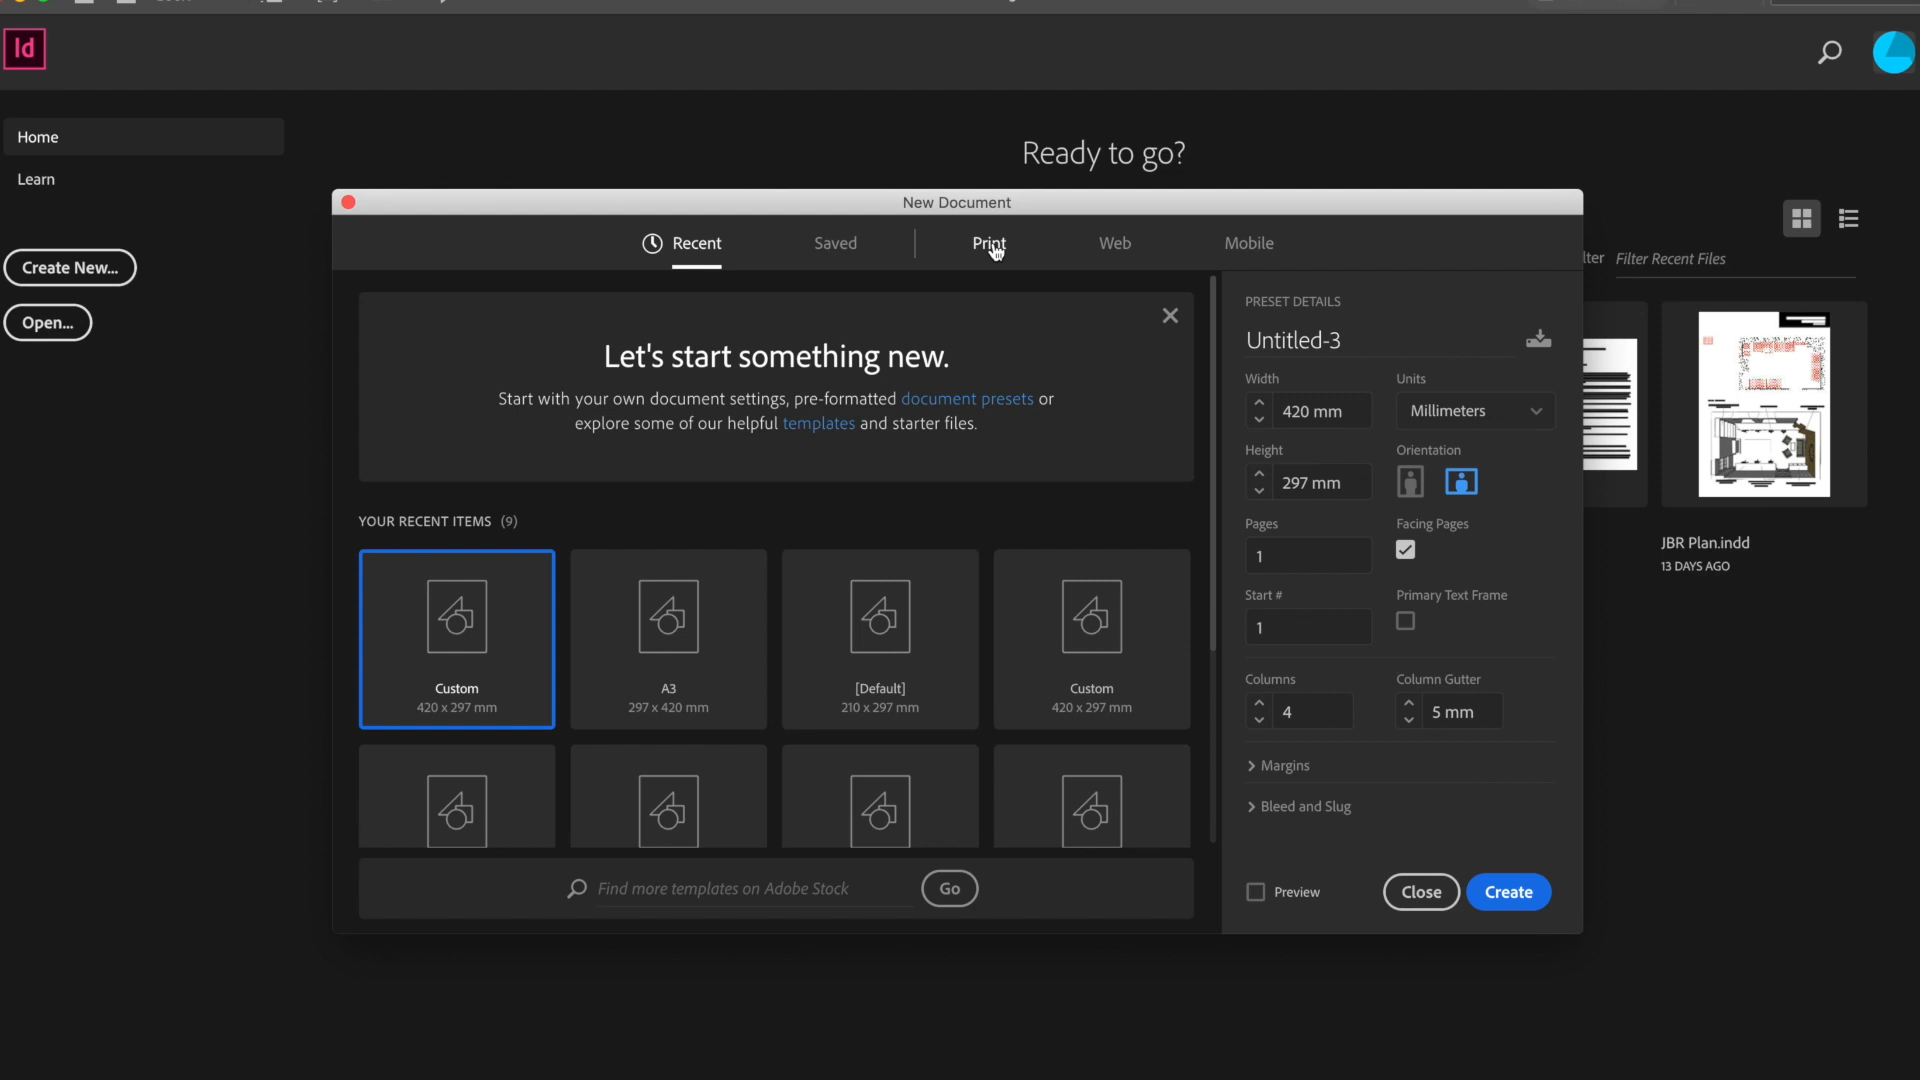 Id
Home
Learn
Create New...
Open...
Ready to go?
New Document
Recent
Saved
Print
Web
Mobile
Filter Recent Files
Let's start something new.
Start with your own document settings, pre-formatted document presets or
explore some of our helpful templates and starter files.
YOUR RECENT ITEMS (9)
Custom
420 x 297 mm
A3
297 x 420 mm
[Default]
210 x 297 mm
Custom
420 x 297 mm
Find more templates on Adobe Stock
Go
PRESET DETAILS
Untitled-3
Width
Units
420 mm
Millimeters
Height
Orientation
297 mm
Pages
Facing Pages
1
Start #
Primary Text Frame
1
Columns
Column Gutter
4
5 mm
Margins
Bleed and Slug
Preview
Close
Create
JBR Plan.indd
13 DAYS AGO